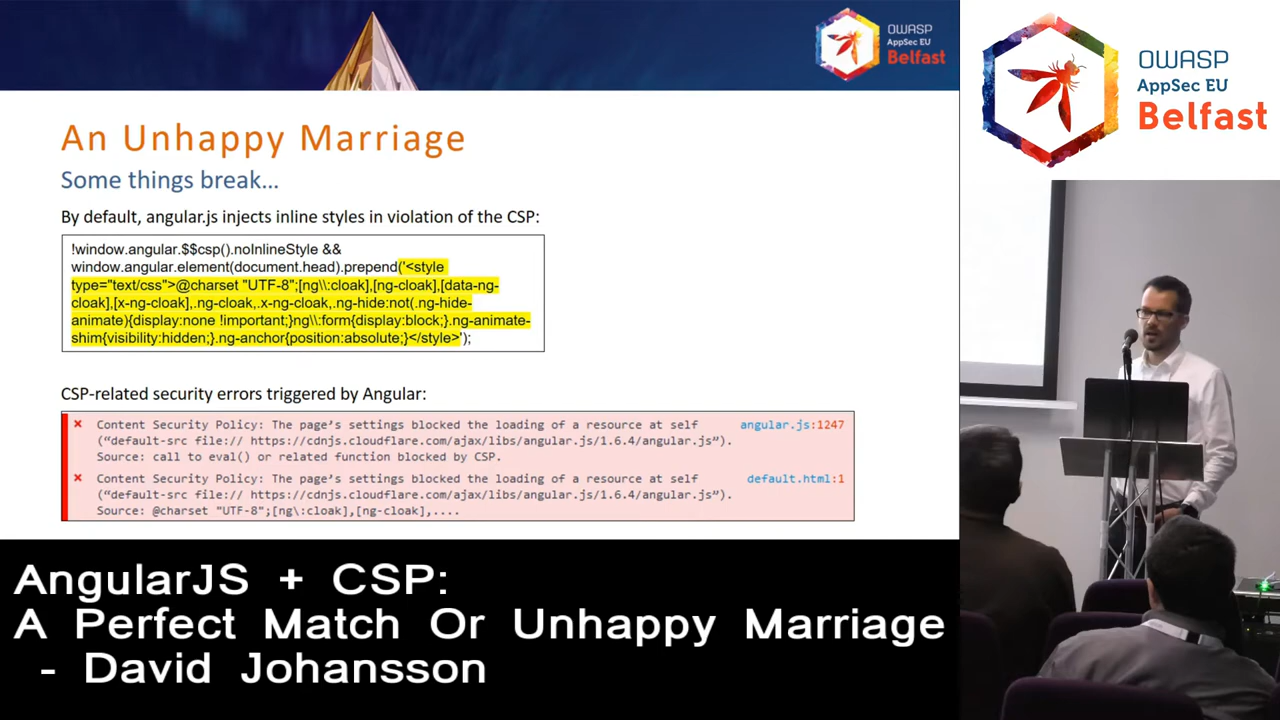 OWASP
AppSec EU
Belfast
OWASP
AppSec EU
Belfast
An Unhappy Marriage
Some things break…
By default, angular.js injects inline styles in violation of the CSP:
!window.angular.$$csp().noInlineStyle &&
window.angular.element(document.head).prepend('<style
type="text/css">@charset "UTF-8";[ng\\:cloak],[ng-cloak],[data-ng-
cloak],[x-ng-cloak],.ng-cloak,.x-ng-cloak,.ng-hide:not(.ng-hide-
animate){display:none !important;}ng\\:form{display:block;}.ng-animate-
shim{visibility:hidden;}.ng-anchor{position:absolute;}</style>');
CSP-related security errors triggered by Angular:
× Content Security Policy: The page's settings blocked the loading of a resource at self angular.js:1247
("default-src file:// https://cdnjs.cloudflare.com/ajax/libs/angular.js/1.6.4/angular.js").
Source: call to eval() or related function blocked by CSP.
× Content Security Policy: The page's settings blocked the loading of a resource at self default.html:1
("default-src file:// https://cdnjs.cloudflare.com/ajax/libs/angular.js/1.6.4/angular.js").
Source: @charset "UTF-8";[ng\:cloak],[ng-cloak],....
AngularJS + CSP:
A Perfect Match Or Unhappy Marriage
- David Johansson